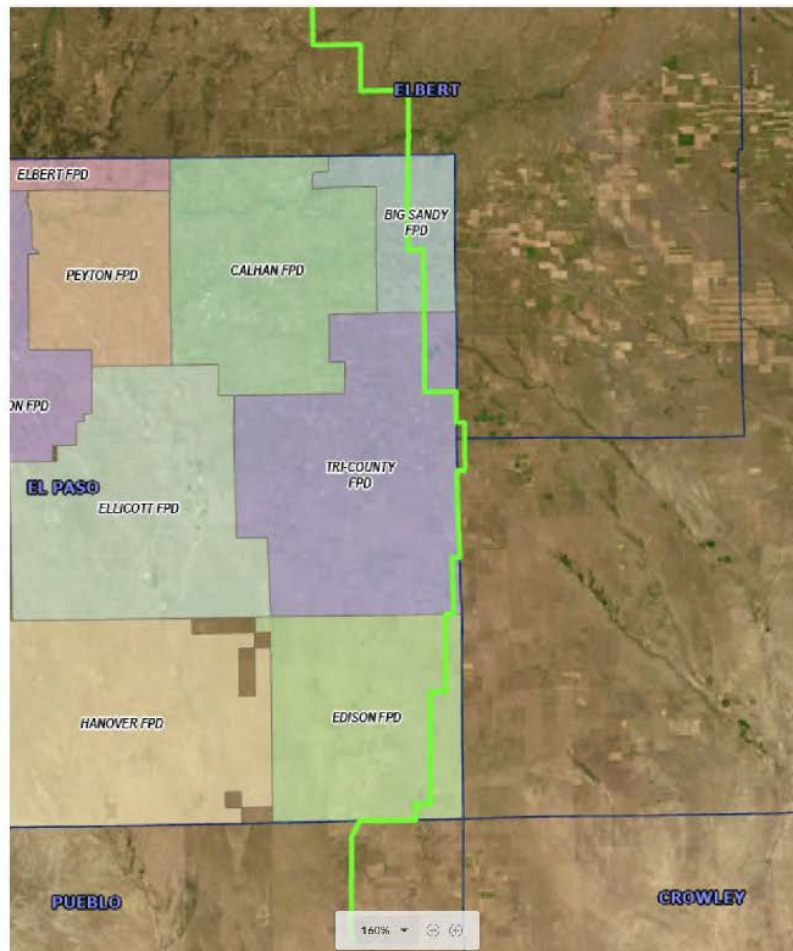 ELBERT
ELBERT FPD
BIG SANDY
FPD
PEYTON FPD
CALHAN FPD
ON FPD
TRI-COUNTY
FPD
EL PASO
ELLICOTT FPD
HANOVER FPD
EDISON FPD
PUEBLO
CROWLEY
160%